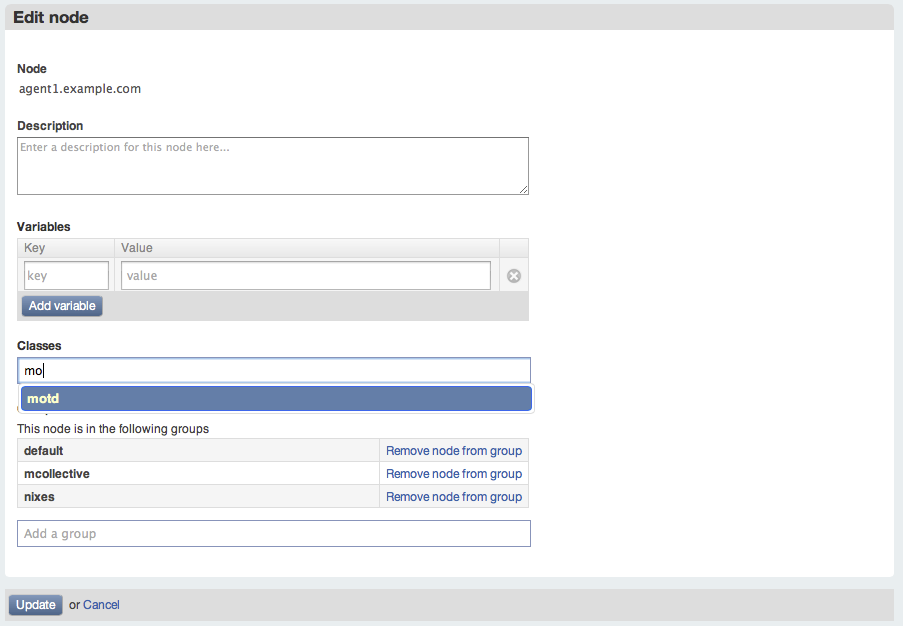 Edit node
Node
agent1.example.com
Description
Enter a description for this node here...
Variables
Key Value
key value
Add variable
Classes
mo
motd
This node is in the following groups
default Remove node from group
mcollective Remove node from group
nixes Remove node from group
Add a group
Update or Cancel